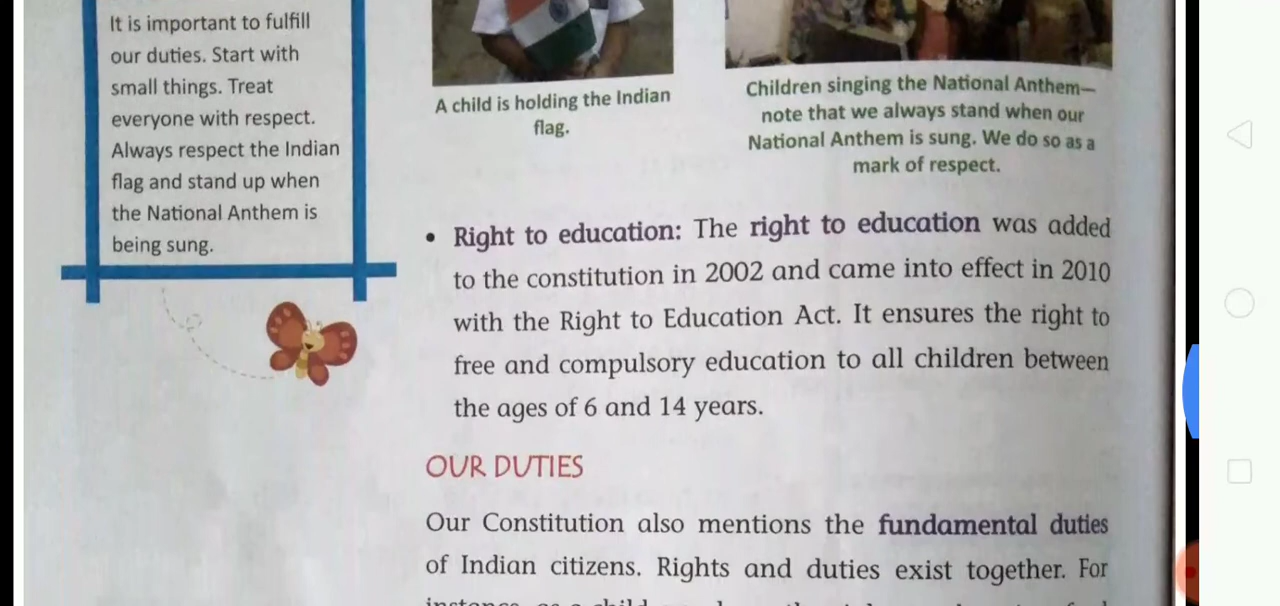 It is important to fulfill
our duties. Start with
small things. Treat
everyone with respect.
Always respect the Indian
flag and stand up when
the National Anthem is
being sung.
A child is holding the Indian
flag.
Children singing the National Anthem—
note that we always stand when our
National Anthem is sung. We do so as a
mark of respect.
• Right to education: The right to education was added
to the constitution in 2002 and came into effect in 2010
with the Right to Education Act. It ensures the right to
free and compulsory education to all children between
the ages of 6 and 14 years.
OUR DUTIES
Our Constitution also mentions the fundamental duties
of Indian citizens. Rights and duties exist together. For